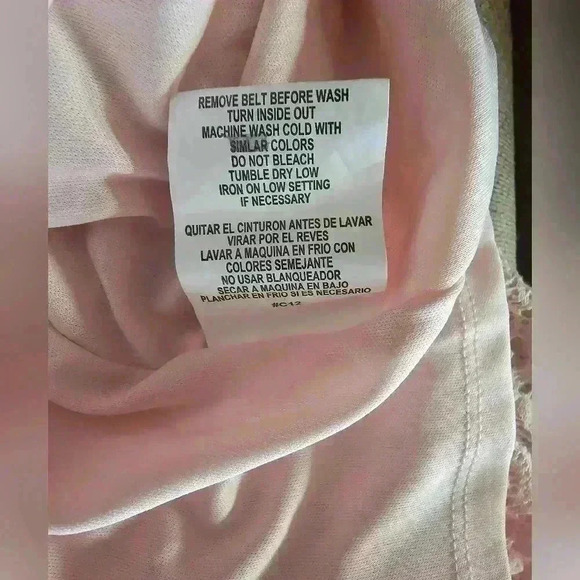 REMOVE BELT BEFORE WASH
TURN INSIDE OUT
MACHINE WASH COLD WITH
SIMLAR COLORS
DO NOT BLEACH
TUMBLE DRY LOW
IRON ON LOW SETTING
IF NECESSARY
QUITAR EL CINTURON ANTES DE LAVAR
VIRAR POR EL REVES
LAVAR A MAQUINA EN FRIO CON
COLORES SEMEJANTE
NO USAR BLANQUEADOR
SECAR A MAQUINA EN BAJO
PLANCHAR EN FRIO SI ES NECESARIO
#C12